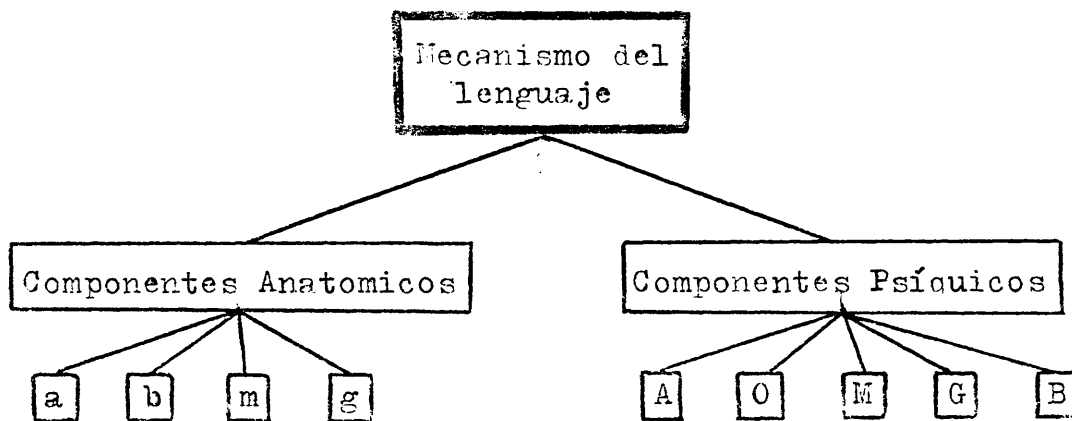 Mecanismo del
lenguaje
Componentes Anatomicos
Componentes Psíquicos
a b m g
A O M G B